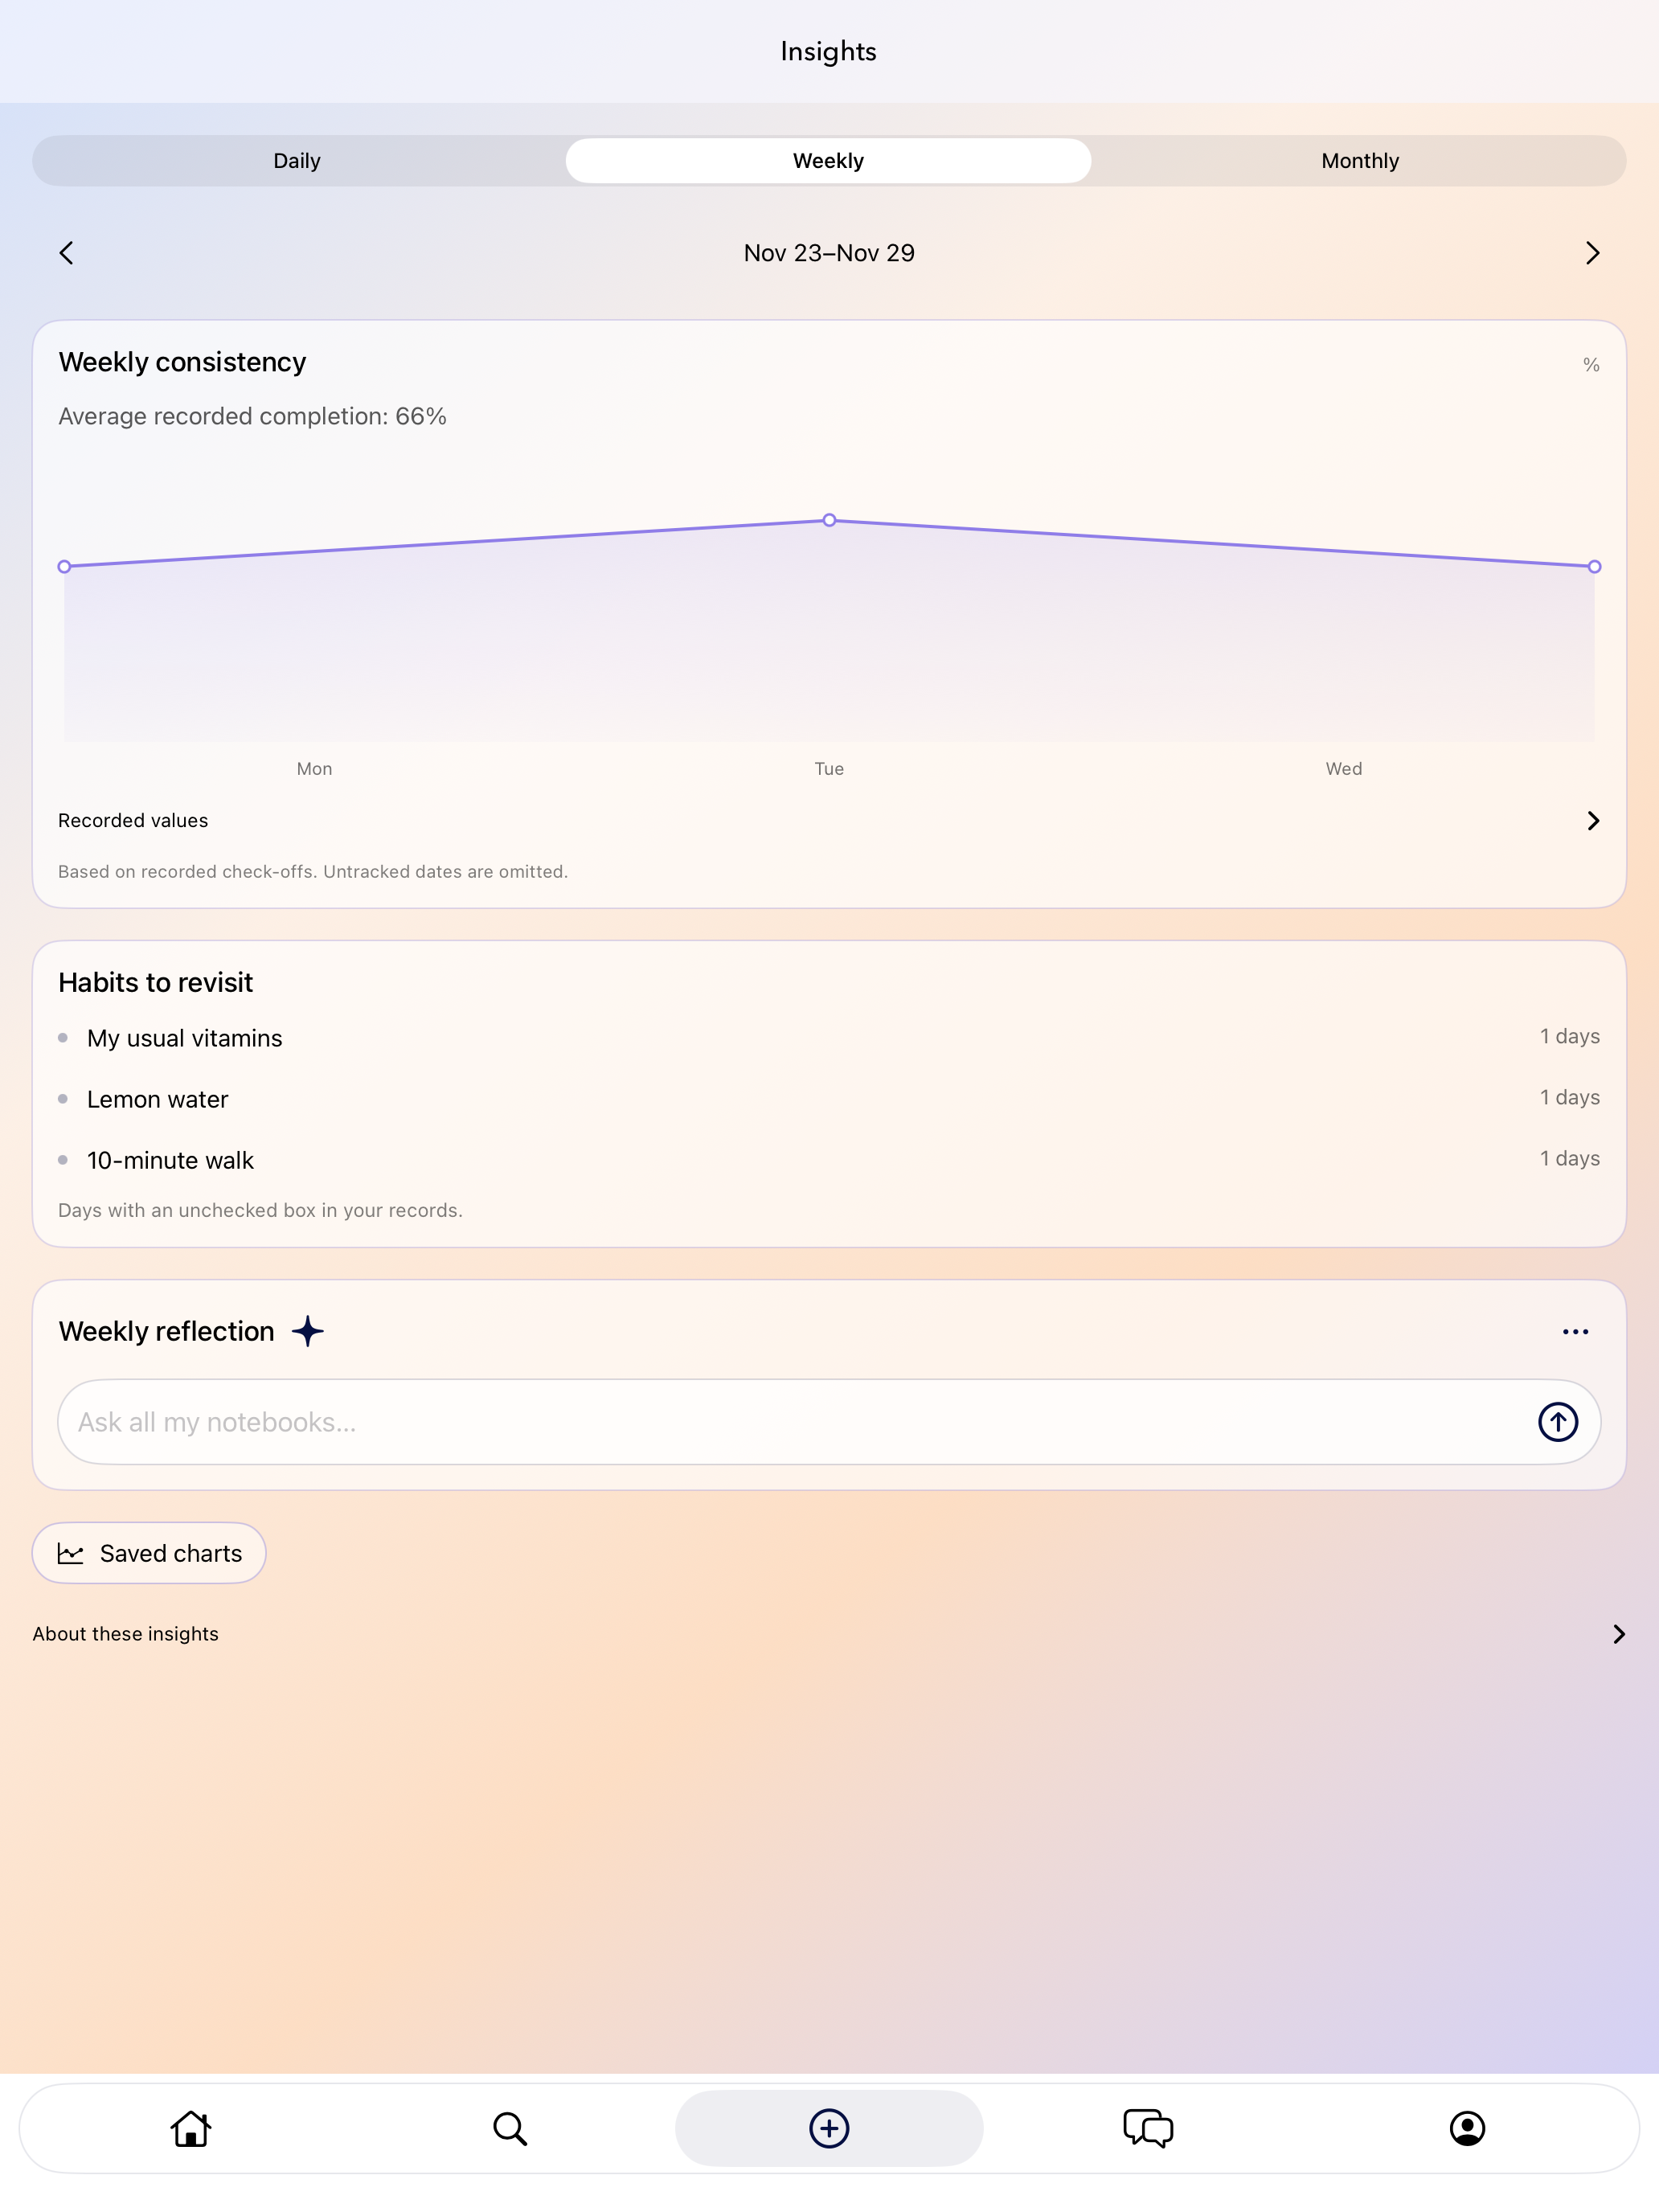 Insights
Daily
Weekly
Monthly
Nov 23–Nov 29
Weekly consistency
%
Average recorded completion: 66%
Mon
Tue
Wed
Recorded values
Based on recorded check-offs. Untracked dates are omitted.
Habits to revisit
My usual vitamins
1 days
Lemon water
1 days
10-minute walk
1 days
Days with an unchecked box in your records.
Weekly reflection
Ask all my notebooks...
Saved charts
About these insights